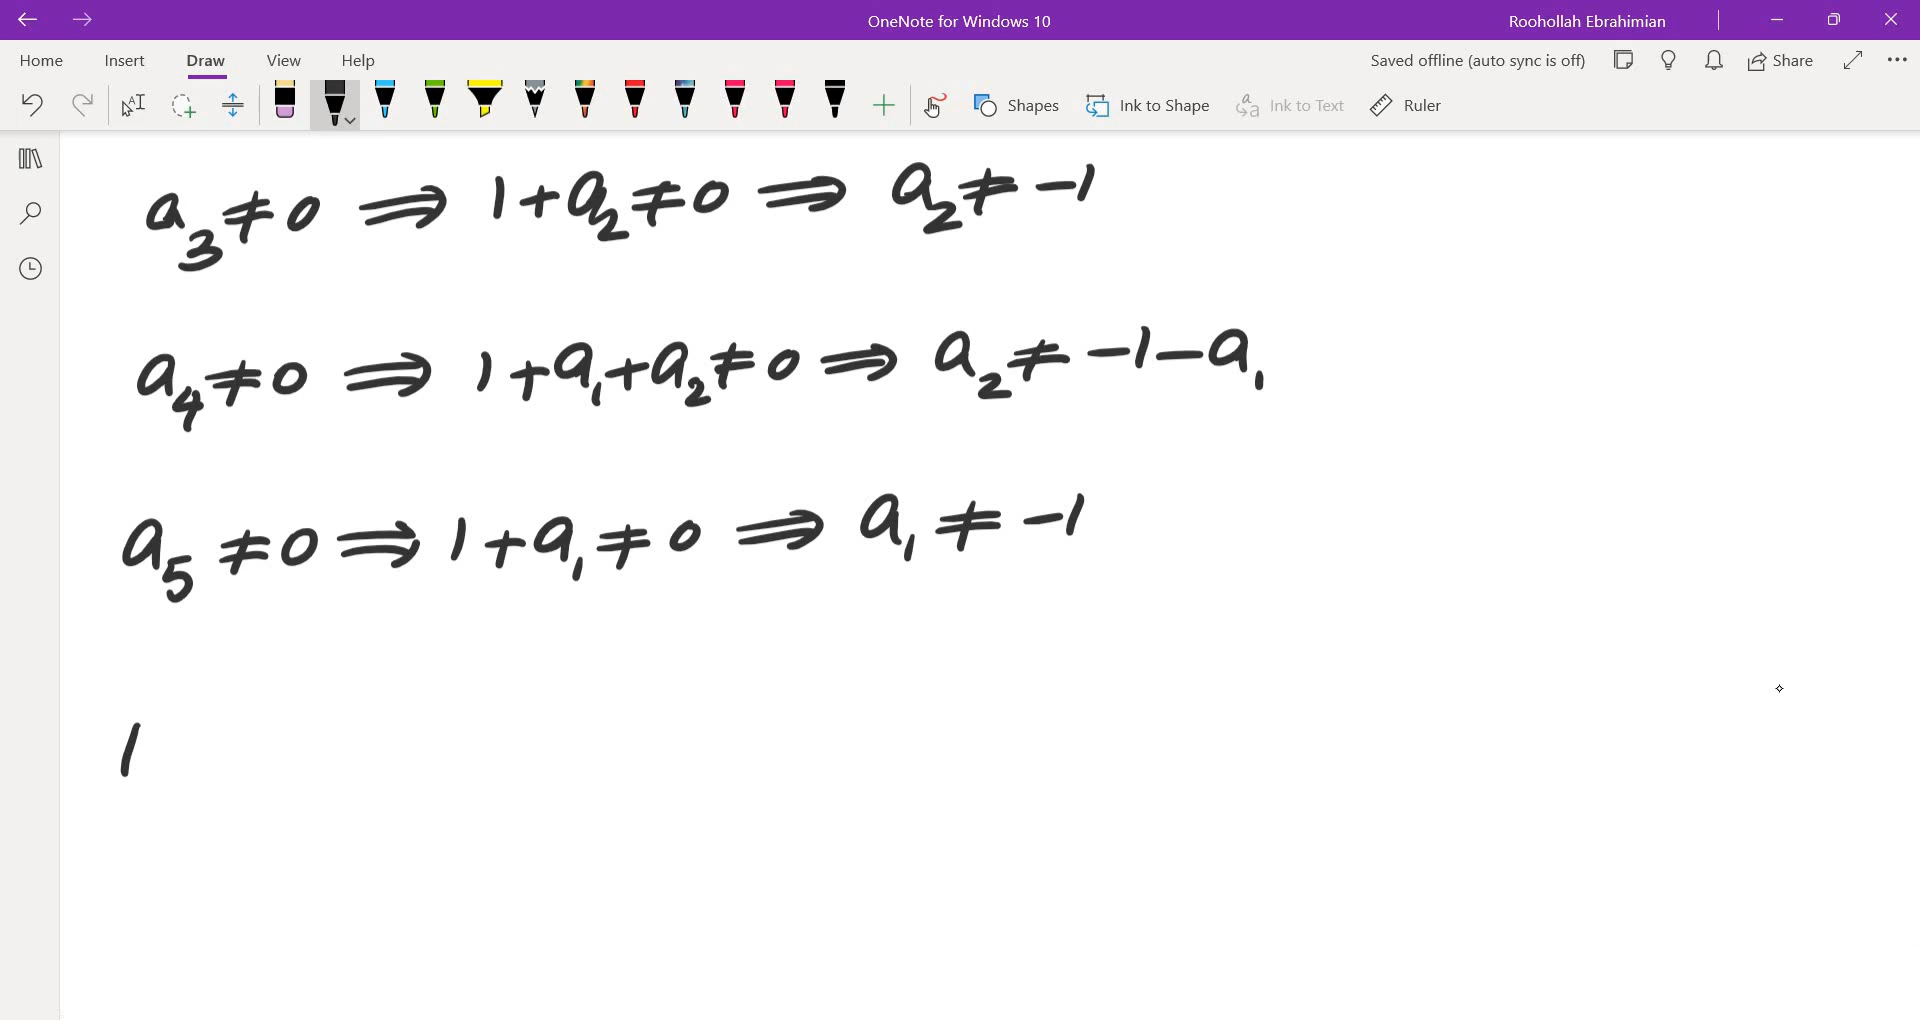 OneNote for Windows 10 Roohollah Ebrahimian
Home Insert Draw View Help Saved offline (auto sync is off) Share
Shapes Ink to Shape Ink to Text Ruler
a₃ ≠ 0 ⟹ 1 + a₂ ≠ 0 ⟹ a₂ ≠ -1
a₄ ≠ 0 ⟹ 1 + a₁ + a₂ ≠ 0 ⟹ a₂ ≠ -1 - a₁
a₅ ≠ 0 ⟹ 1 + a₁ ≠ 0 ⟹ a₁ ≠ -1